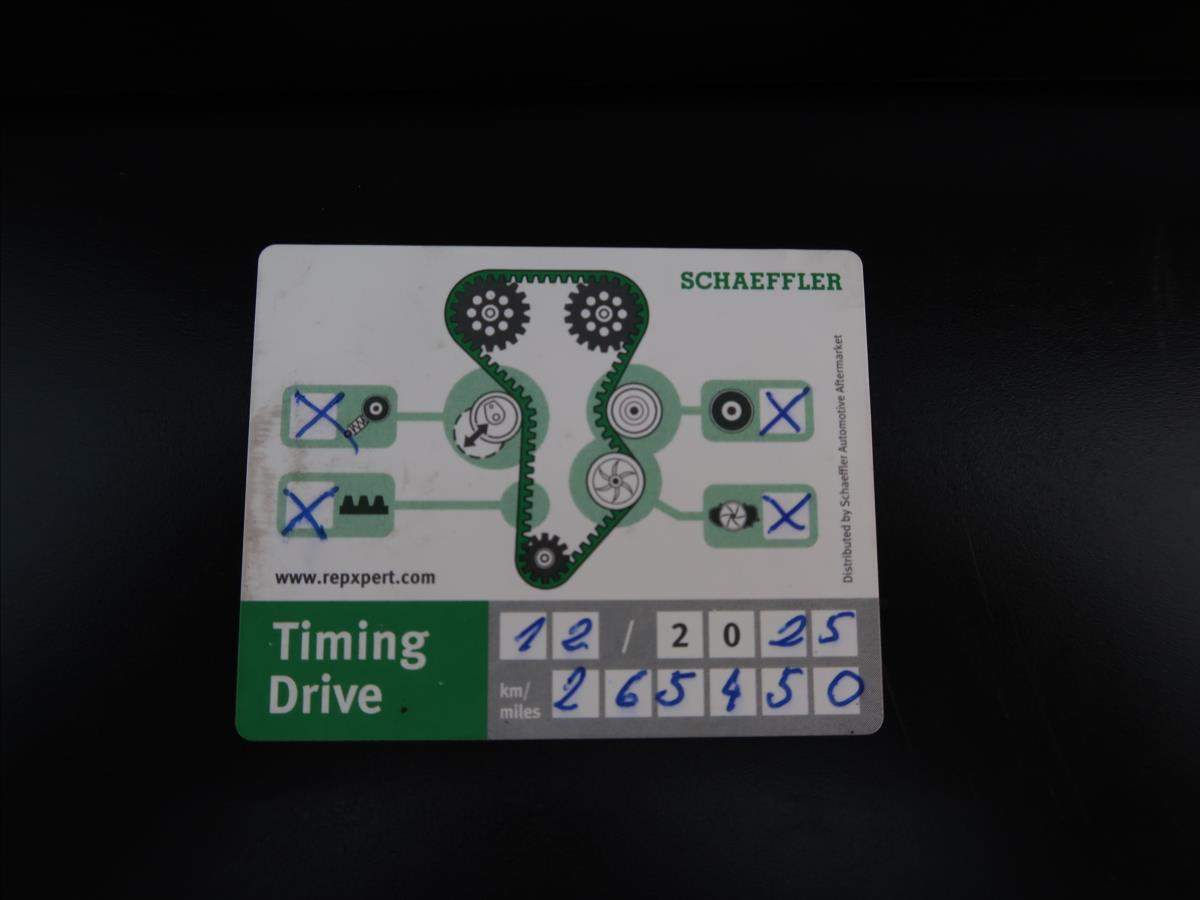 SCHAEFFLER
Distributed by Schaeffler Automotive Aftermarket
X
X
X
X
www.repxpert.com
Timing
Drive
12 / 2025
km/
miles
265450